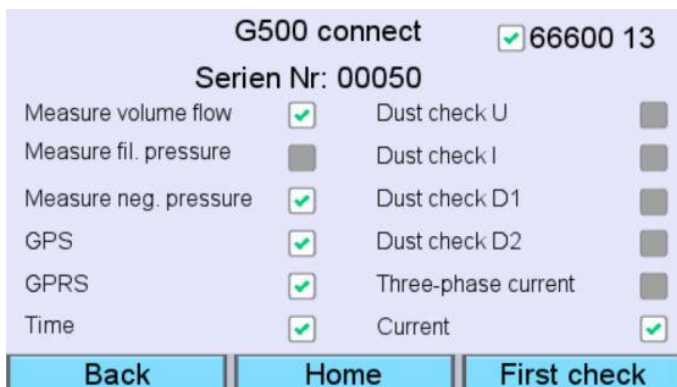 G500 connect 66600 13
Serien Nr: 00050
Measure volume flow Dust check U
Measure fil. pressure Dust check I
Measure neg. pressure Dust check D1
GPS Dust check D2
GPRS Three-phase current
Time Current
Back Home First check